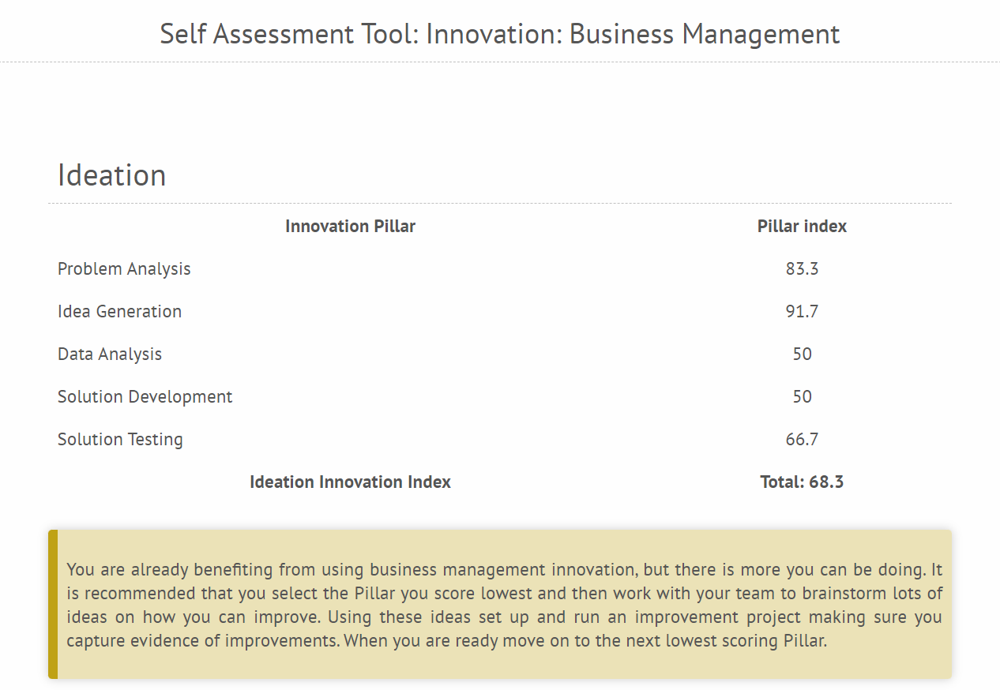 Self Assessment Tool: Innovation: Business Management
Ideation
Innovation Pillar Pillar index
Problem Analysis 83.3
Idea Generation 91.7
Data Analysis 50
Solution Development 50
Solution Testing 66.7
Ideation Innovation Index Total: 68.3
You are already benefiting from using business management innovation, but there is more you can be doing. It
is recommended that you select the Pillar you score lowest and then work with your team to brainstorm lots of
ideas on how you can improve. Using these ideas set up and run an improvement project making sure you
capture evidence of improvements. When you are ready move on to the next lowest scoring Pillar.